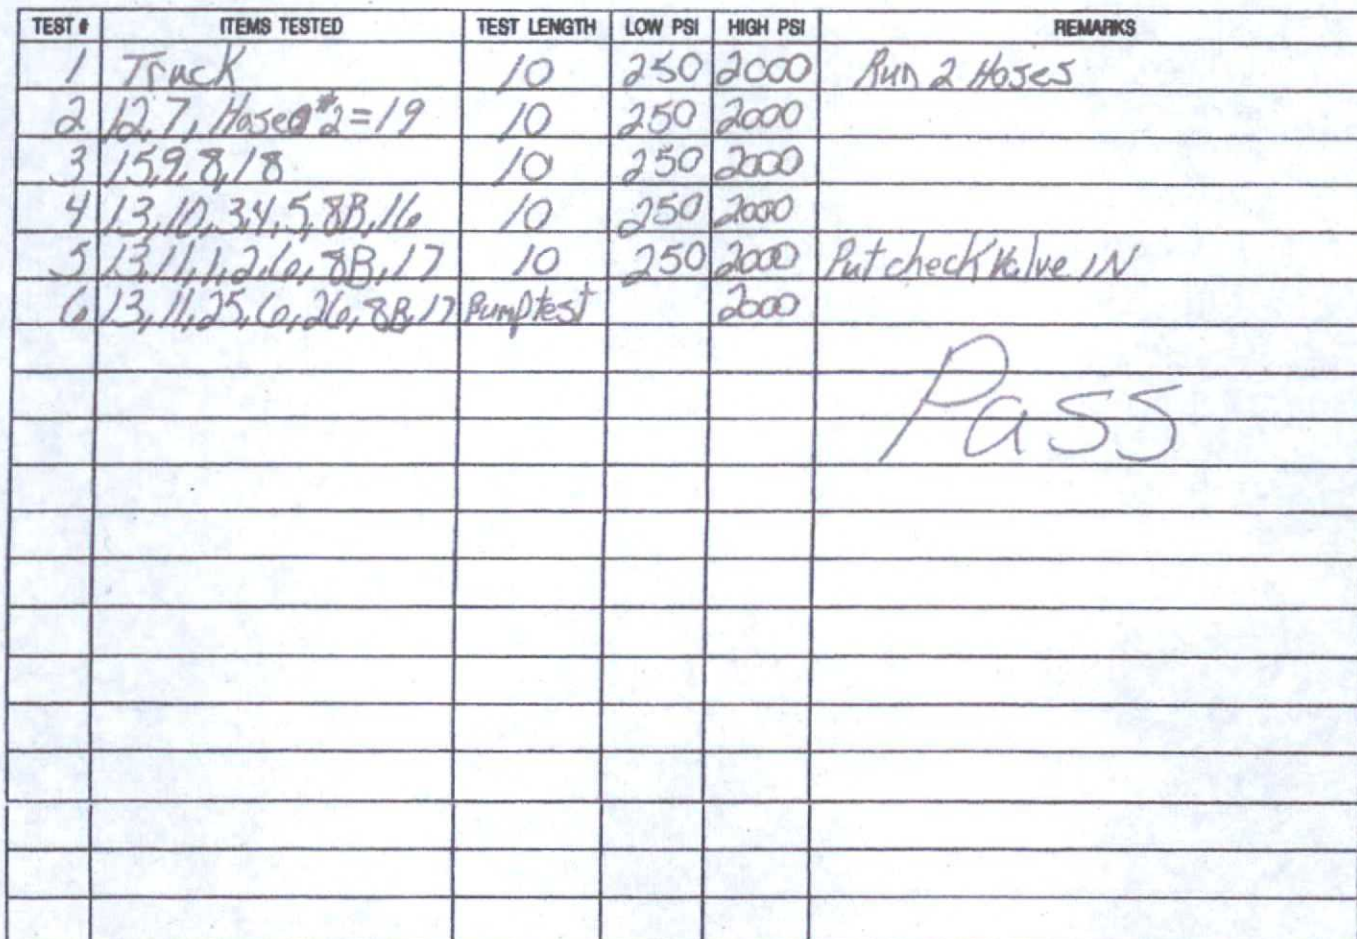 TEST # ITEMS TESTED TEST LENGTH LOW PSI HIGH PSI REMARKS
1 Truck 10 250 2000 Run 2 Hoses
2 12,7, Hose #2=19 10 250 2000
3 15,9,8,18 10 250 2000
4 13,10,3,4,5,8B,16 10 250 2000
5 13,11,1,2,6,8B,17 10 250 2000 Put check Valve IN
6 13,11,25,6,26,8B,17 Pump test 2000
Pass